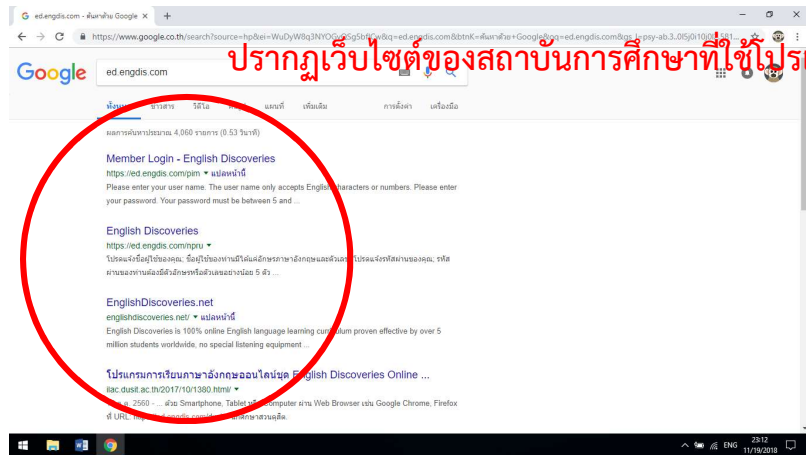 ed.engdis.com - ค้นหาด้วย Google
Google
ed.engdis.com
ปรากฏเว็บไซต์ของสถาบันการศึกษาที่ใช้โปร
วิดีโอ แผนที่ เพิ่มเติม การตั้งค่า เครื่องมือ
ผลการค้นหาประมาณ 4,060 รายการ (0.53 วินาที)
Member Login - English Discoveries
https://ed.engdis.com/pim ▼ แปลหน้านี้
Please enter your user name. The user name only accepts English characters or numbers. Please enter
your password. Your password must be between 5 and ...
English Discoveries
https://ed.engdis.com/npru ▼
โปรดแจ้งชื่อผู้ใช้ของคุณ; ชื่อผู้ใช้ของท่านมีได้แค่อักษรภาษาอังกฤษและตัวเลข โปรดแจ้งรหัสผ่านของคุณ; รหัส
ผ่านของท่านต้องมีตัวอักษรหรือตัวเลขอย่างน้อย 5 ตัว ...
EnglishDiscoveries.net
englishdiscoveries.net/ ▼ แปลหน้านี้
English Discoveries is 100% online English language learning curriculum proven effective by over 5
million students worldwide, no special listening equipment ...
โปรแกรมการเรียนภาษาอังกฤษออนไลน์ชุด English Discoveries Online ...
ilac.dusit.ac.th/2017/10/1380.html/ ▼
2560 - ... ด้วย Smartphone, Tablet หรือ Computer ผ่าน Web Browser เช่น Google Chrome, Firefox
ที่ URL
ENG
23:12
11/19/2018